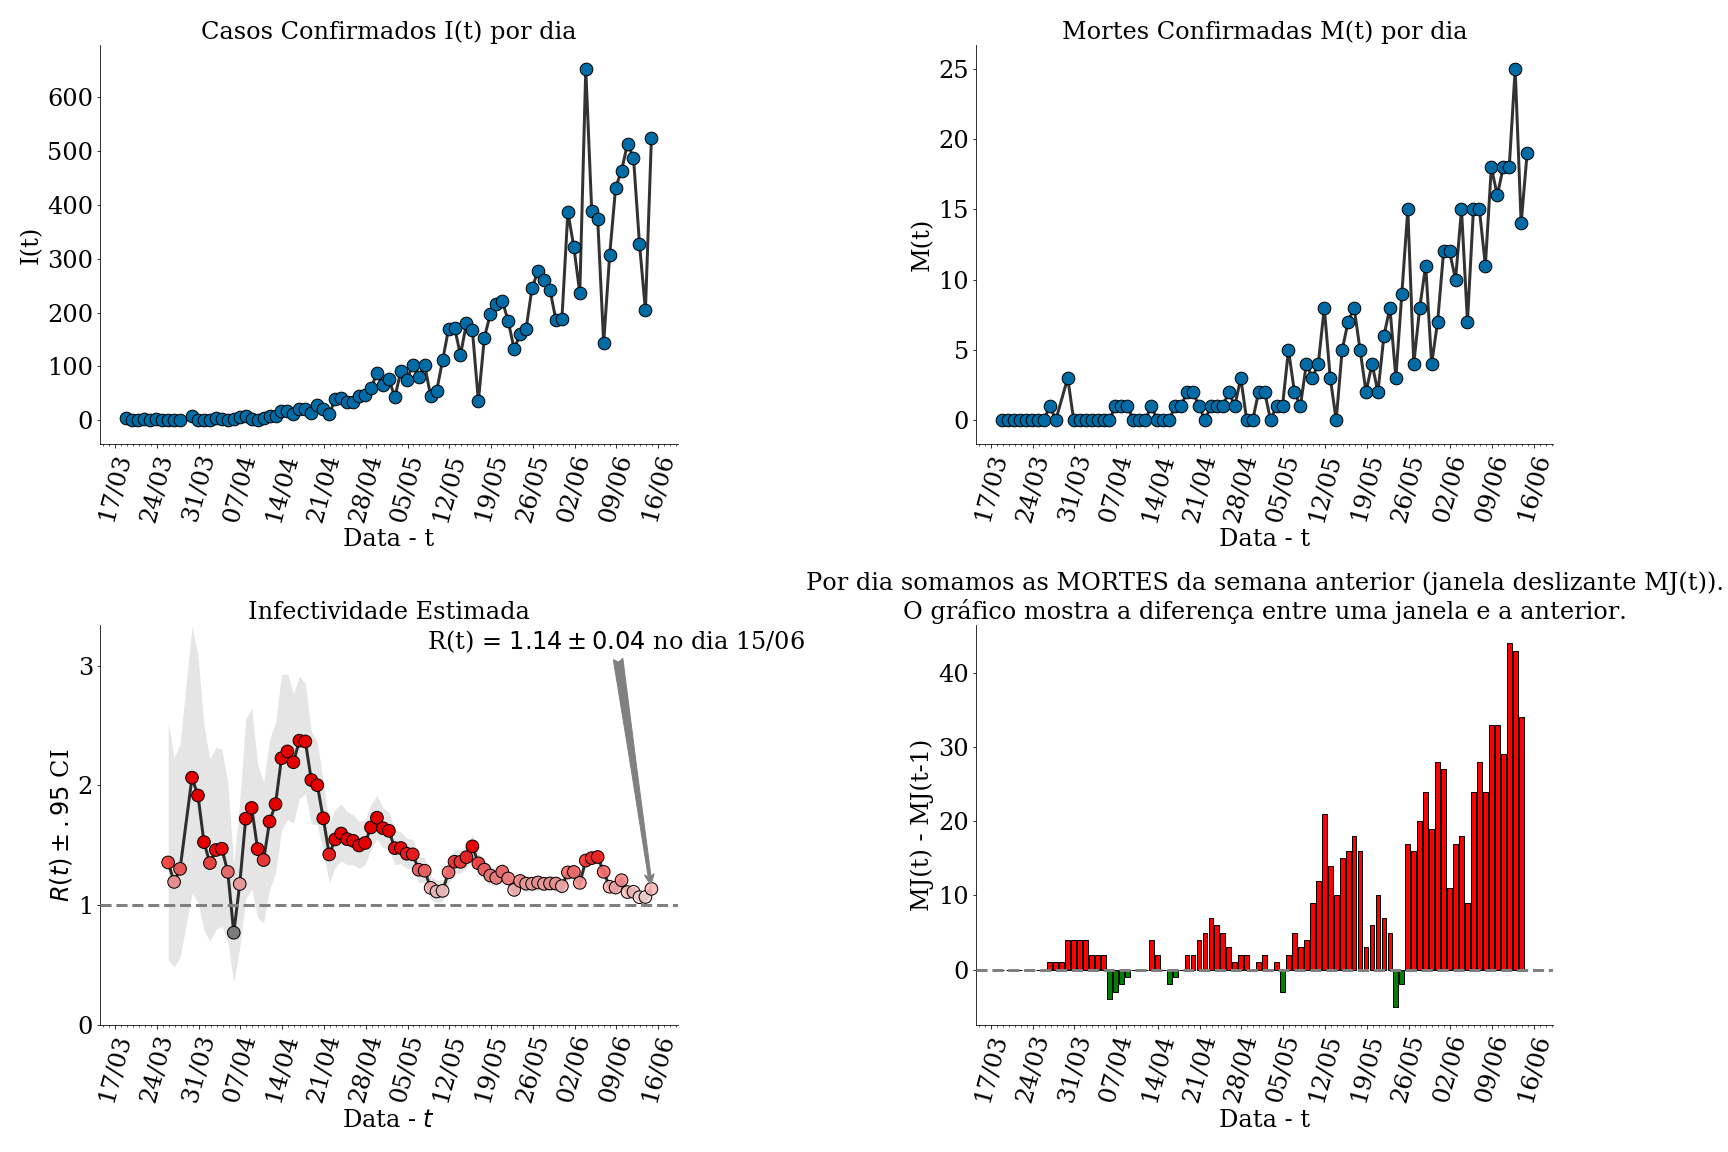 Casos Confirmados I(t) por dia
I(t)
600
500
400
300
200
100
0
17/03 24/03 31/03 07/04 14/04 21/04 28/04 05/05 12/05 19/05 26/05 02/06 09/06 16/06
Data - t
Mortes Confirmadas M(t) por dia
M(t)
25
20
15
10
5
0
17/03 24/03 31/03 07/04 14/04 21/04 28/04 05/05 12/05 19/05 26/05 02/06 09/06 16/06
Data - t
Infectividade Estimada
R(t) = 1.14 ± 0.04 no dia 15/06
R(t) ± .95 CI
3
2
1
0
17/03 24/03 31/03 07/04 14/04 21/04 28/04 05/05 12/05 19/05 26/05 02/06 09/06 16/06
Data - t
Por dia somamos as MORTES da semana anterior (janela deslizante MJ(t)).
O gráfico mostra a diferença entre uma janela e a anterior.
MJ(t) - MJ(t-1)
40
30
20
10
0
17/03 24/03 31/03 07/04 14/04 21/04 28/04 05/05 12/05 19/05 26/05 02/06 09/06 16/06
Data - t